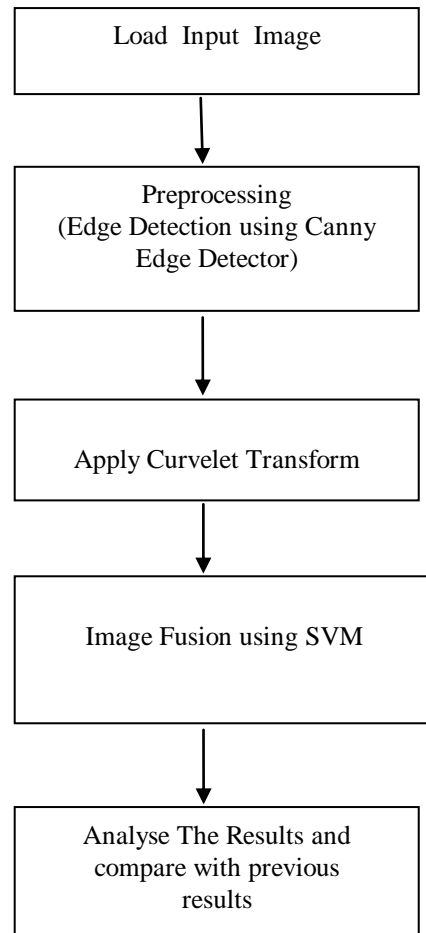 Load Input Image
Preprocessing
(Edge Detection using Canny
Edge Detector)
Apply Curvelet Transform
Image Fusion using SVM
Analyse The Results and
compare with previous
results